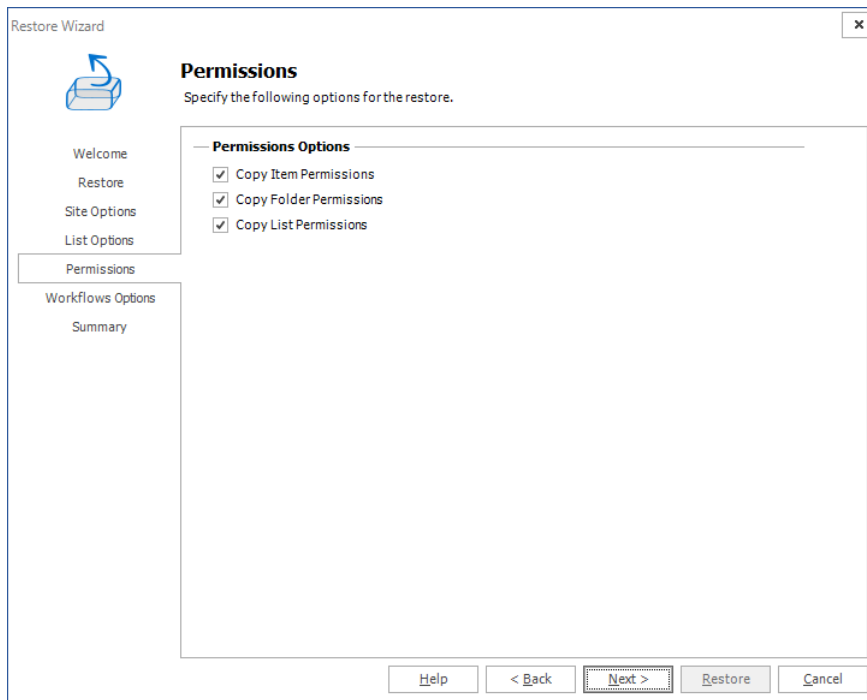 Restore Wizard
Permissions
Specify the following options for the restore.
Welcome
Restore
Site Options
List Options
Permissions
Workflows Options
Summary
Permissions Options
Copy Item Permissions
Copy Folder Permissions
Copy List Permissions
Help
< Back
Next >
Restore
Cancel